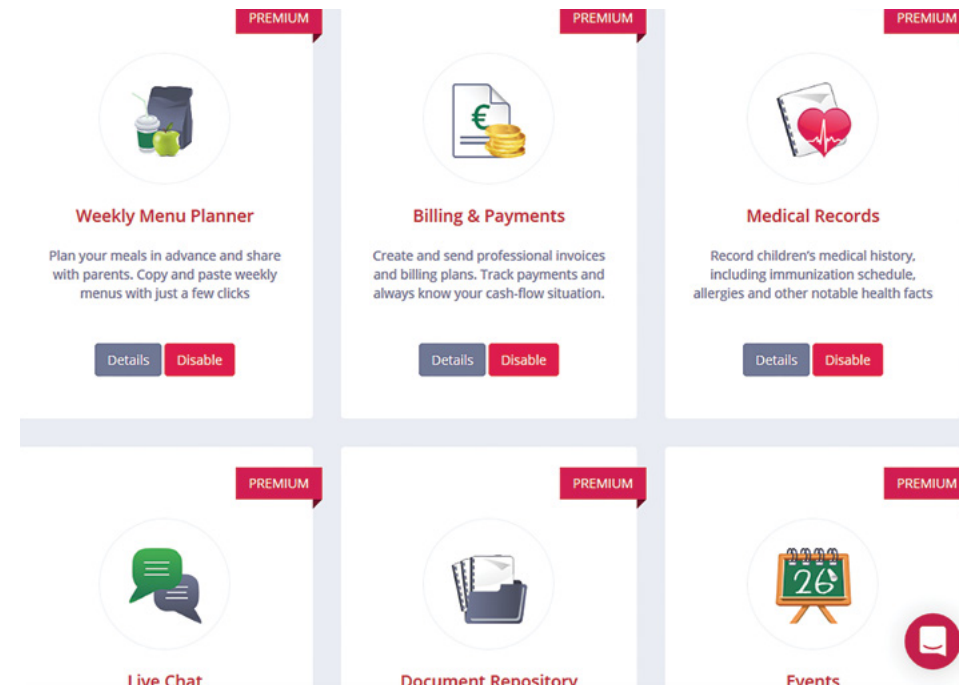 PREMIUM
PREMIUM
PREMIUM
€
Weekly Menu Planner
Billing & Payments
Medical Records
Plan your meals in advance and share
with parents. Copy and paste weekly
menus with just a few clicks
Create and send professional invoices
and billing plans. Track payments and
always know your cash-flow situation.
Record children's medical history,
including immunization schedule,
allergies and other notable health facts
Details Disable
Details Disable
Details Disable
PREMIUM
PREMIUM
PREMIUM
26
Live Chat
Document Repository
Events